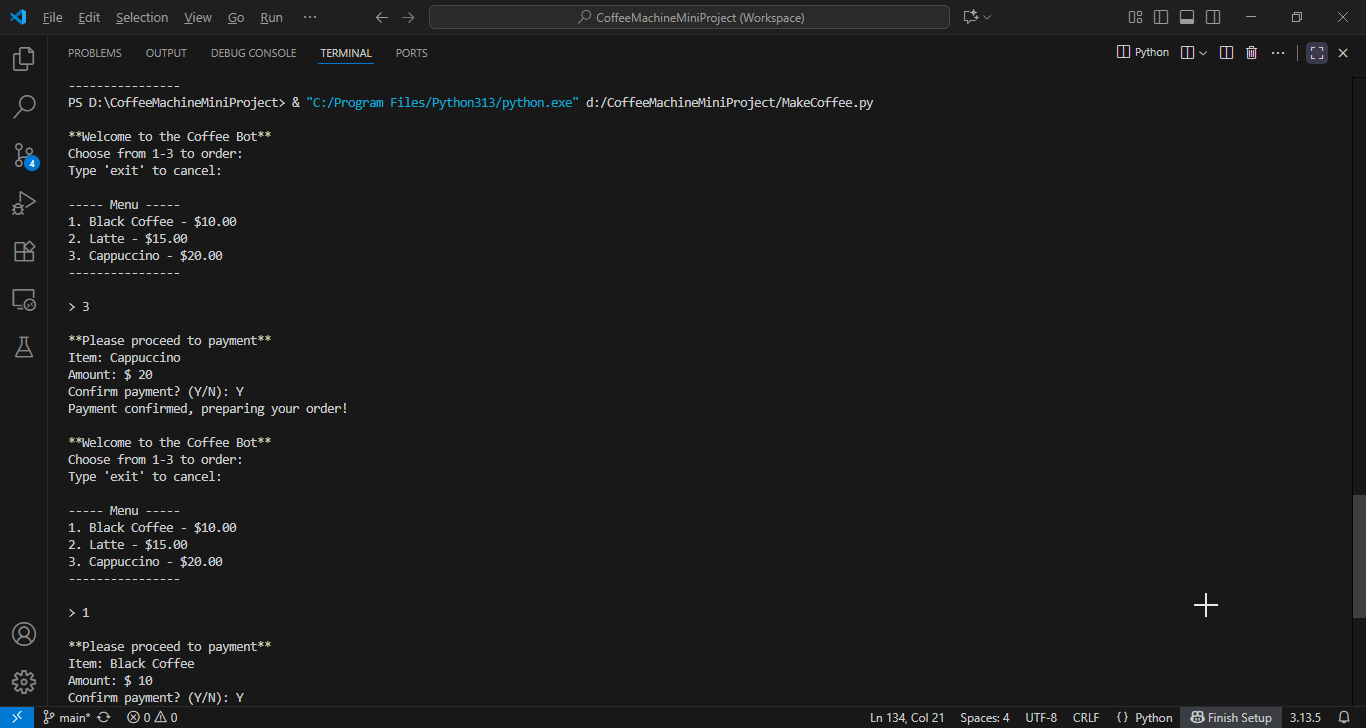 File Edit Selection View Go Run ··· CoffeeMachineMiniProject (Workspace)
PROBLEMS OUTPUT DEBUG CONSOLE TERMINAL PORTS Python ···
----------------
PS D:\CoffeeMachineMiniProject> & "C:/Program Files/Python313/python.exe" d:/CoffeeMachineMiniProject/MakeCoffee.py
**Welcome to the Coffee Bot**
Choose from 1-3 to order:
Type 'exit' to cancel:
----- Menu -----
1. Black Coffee - $10.00
2. Latte - $15.00
3. Cappuccino - $20.00
----------------
> 3
**Please proceed to payment**
Item: Cappuccino
Amount: $ 20
Confirm payment? (Y/N): Y
Payment confirmed, preparing your order!
**Welcome to the Coffee Bot**
Choose from 1-3 to order:
Type 'exit' to cancel:
----- Menu -----
1. Black Coffee - $10.00
2. Latte - $15.00
3. Cappuccino - $20.00
----------------
> 1
**Please proceed to payment**
Item: Black Coffee
Amount: $ 10
Confirm payment? (Y/N): Y
4
main* 0 0 Ln 134, Col 21 Spaces: 4 UTF-8 CRLF {} Python Finish Setup 3.13.5